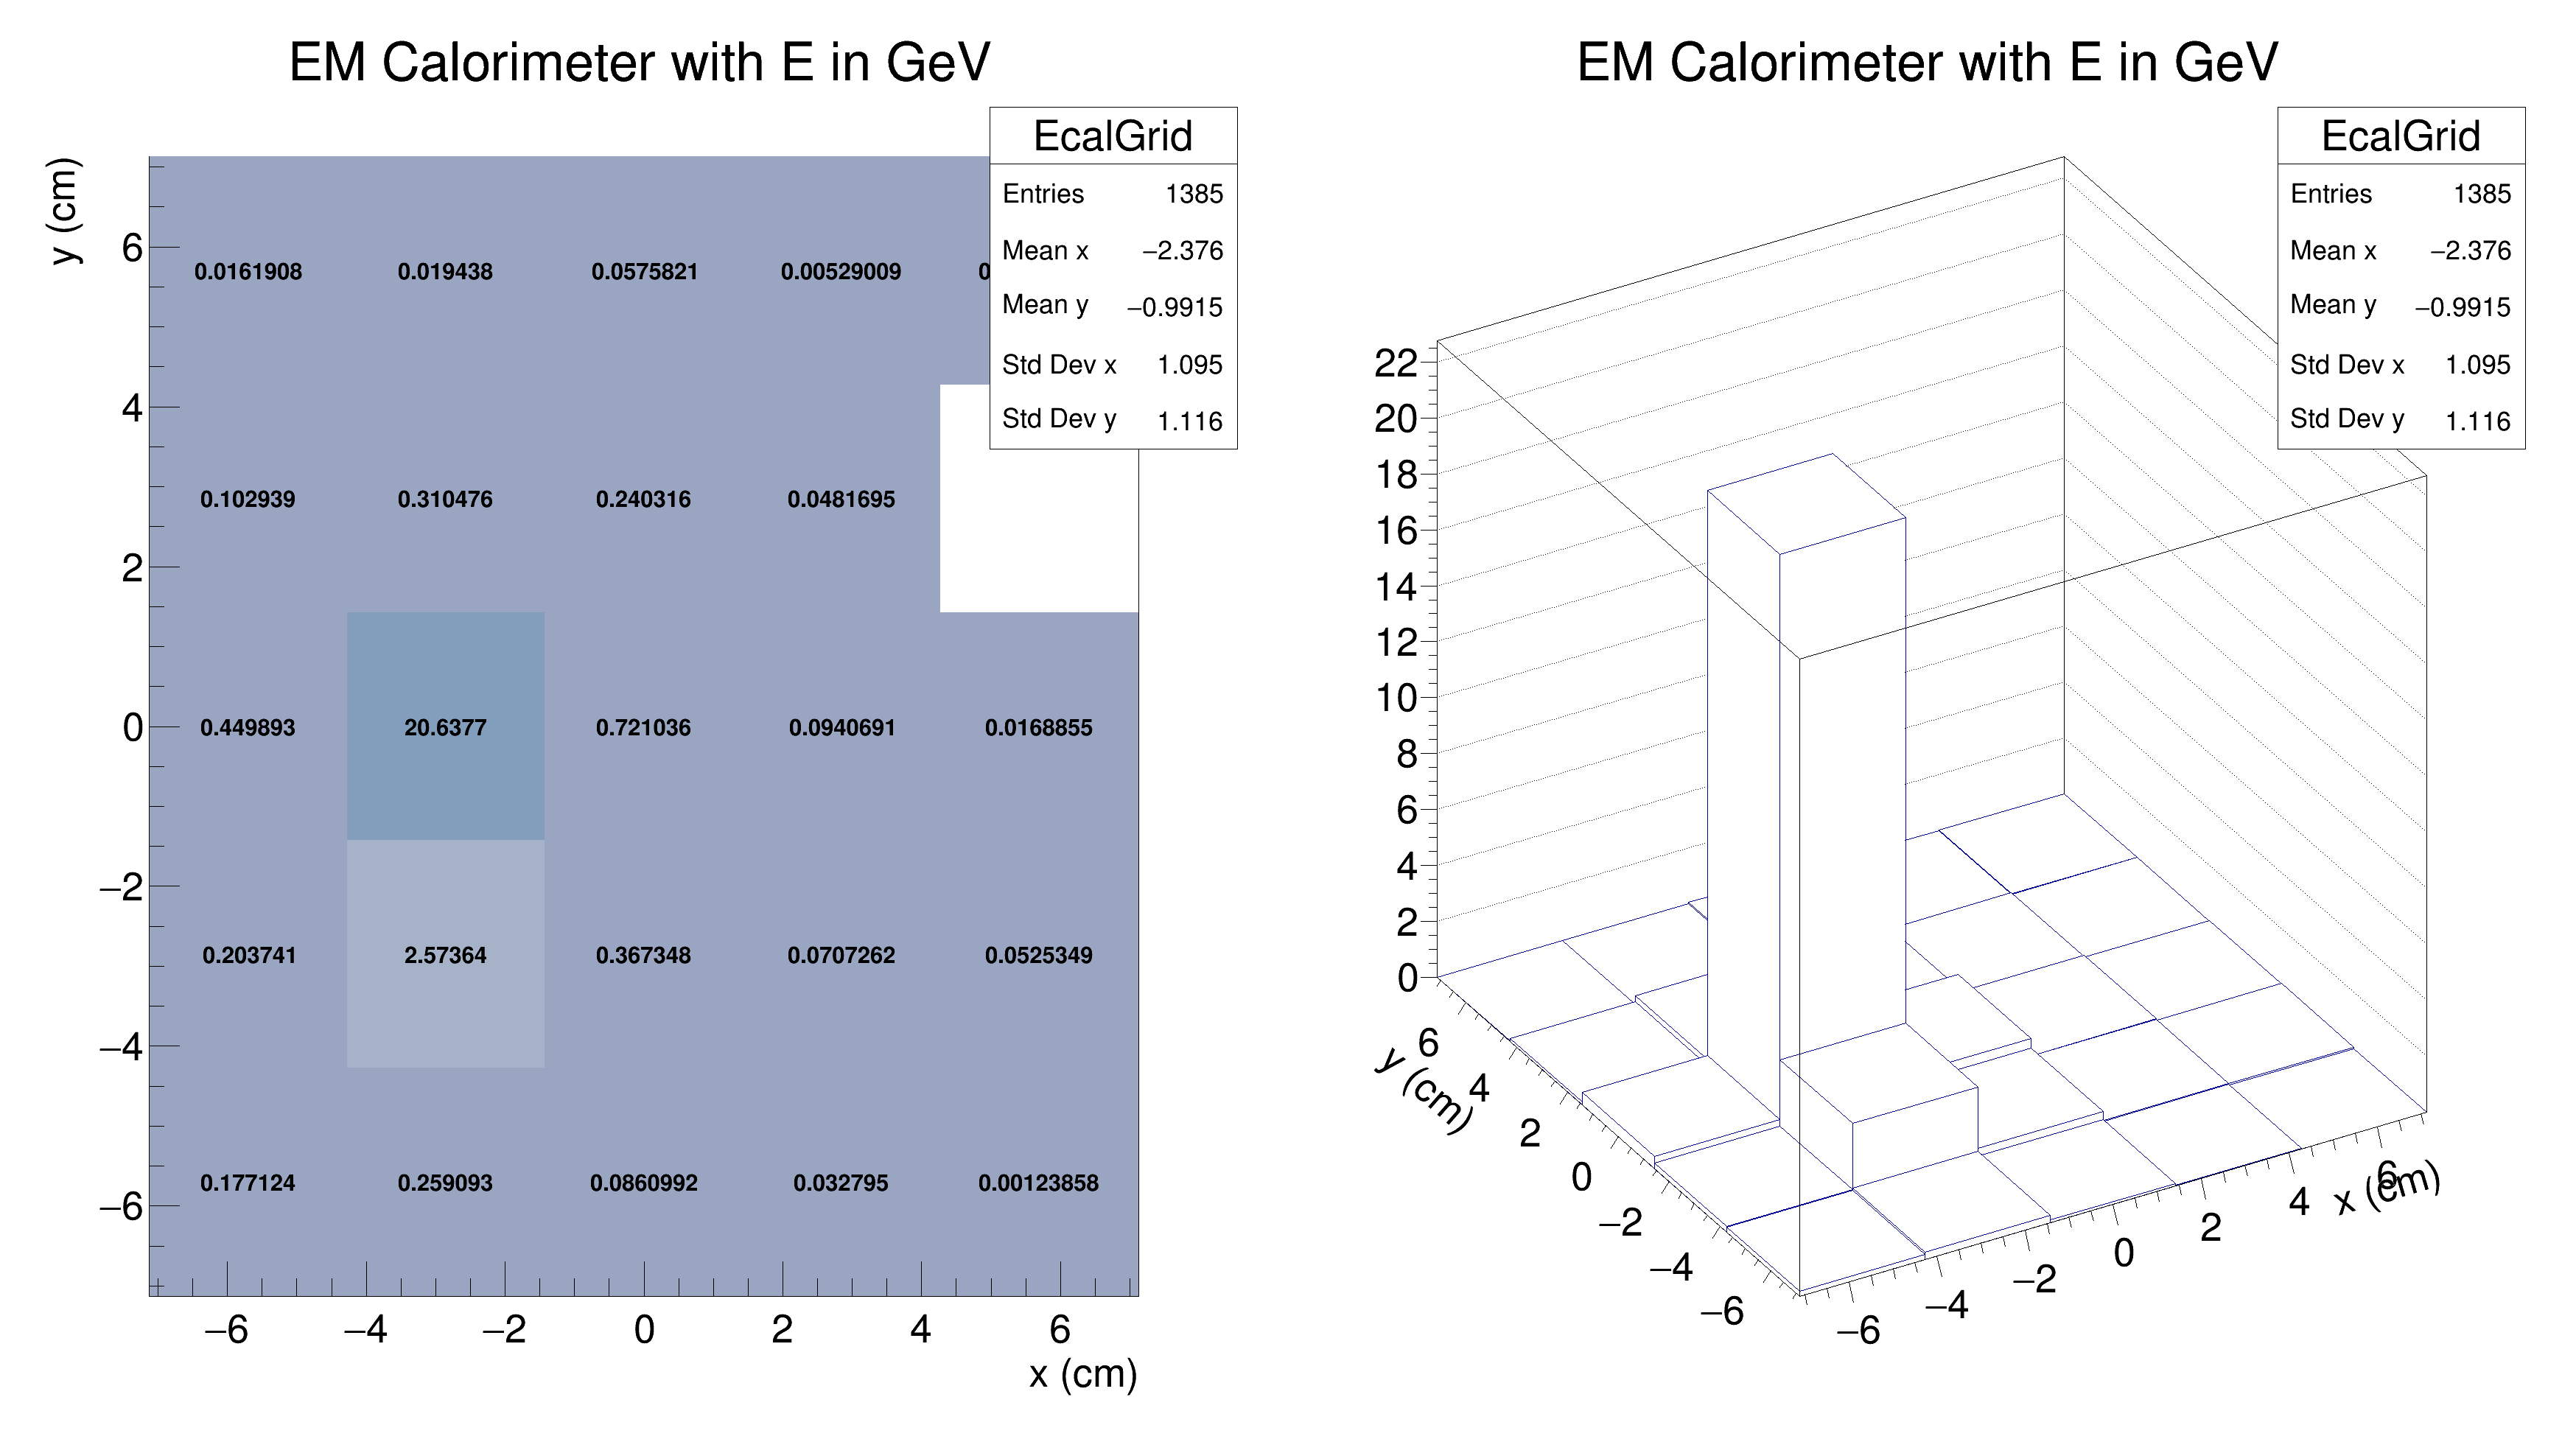 EM Calorimeter with E in GeV
EcalGrid
Entries 1385
Mean x −2.376
Mean y −0.9915
Std Dev x 1.095
Std Dev y 1.116
y (cm)
6
4
2
0
−2
−4
−6
0.0161908 0.019438 0.0575821 0.00529009
0.102939 0.310476 0.240316 0.0481695
0.449893 20.6377 0.721036 0.0940691 0.0168855
0.203741 2.57364 0.367348 0.0707262 0.0525349
0.177124 0.259093 0.0860992 0.032795 0.00123858
−6 −4 −2 0 2 4 6
x (cm)
EM Calorimeter with E in GeV
EcalGrid
Entries 1385
Mean x −2.376
Mean y −0.9915
Std Dev x 1.095
Std Dev y 1.116
22
20
18
16
14
12
10
8
6
4
2
0
y (cm)
6
4
2
0
−2
−4
−6
−6 −4 −2 0 2 4 6
x (cm)